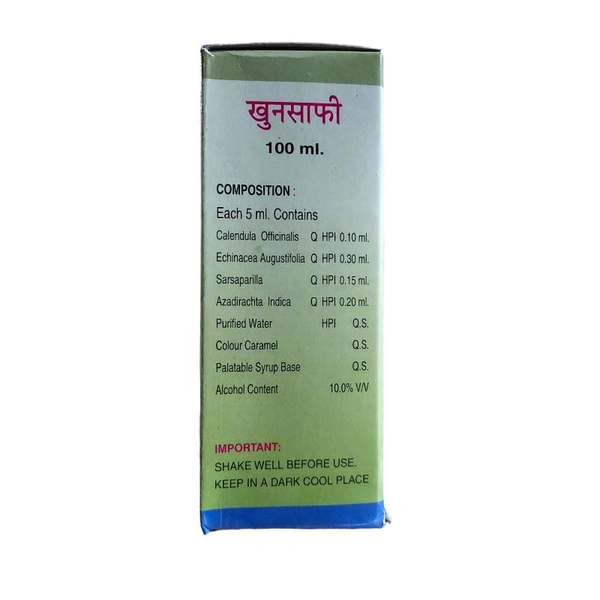 खुनसाफी
100 ml.
COMPOSITION :
Each 5 ml. Contains
Calendula Officinalis Q HPI 0.10 ml.
Echinacea Augustifolia Q HPI 0.30 ml.
Sarsaparilla Q HPI 0.15 ml.
Azadirachta Indica Q HPI 0.20 ml.
Purified Water HPI Q.S.
Colour Caramel Q.S.
Palatable Syrup Base Q.S.
Alcohol Content 10.0% V/V
IMPORTANT:
SHAKE WELL BEFORE USE.
KEEP IN A DARK COOL PLACE